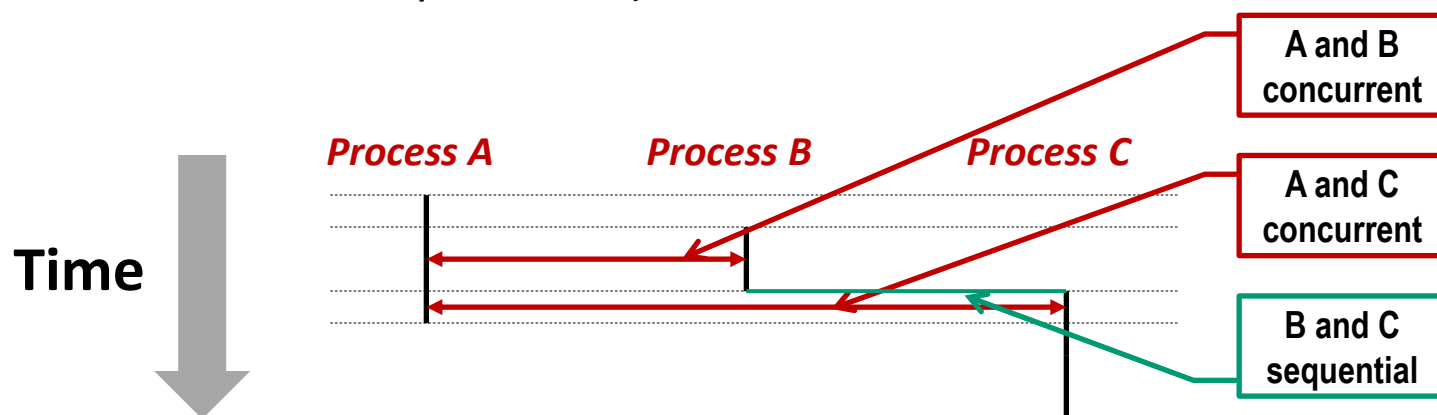 A and B
concurrent
Process A
Process B
Process C
A and C
concurrent
Time
B and C
sequential